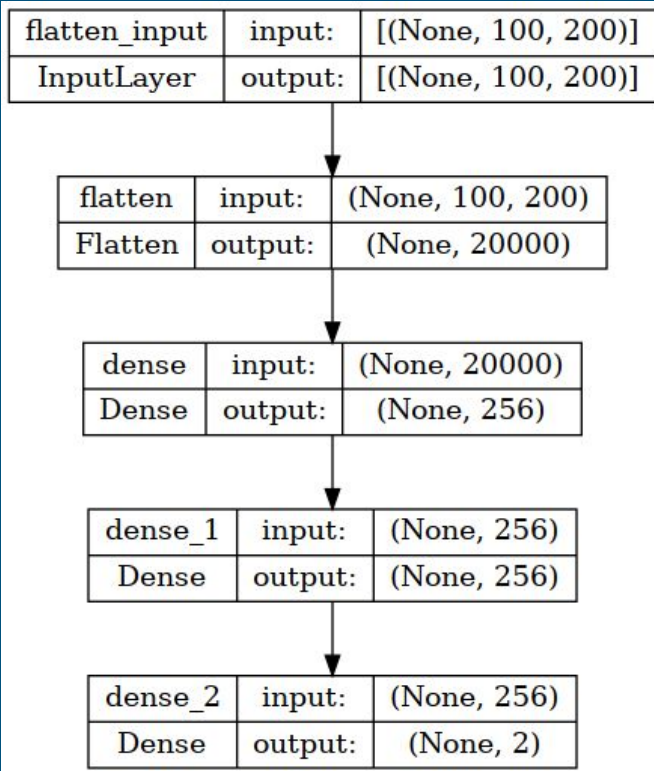 flatten_input input: [(None, 100, 200)]
InputLayer output: [(None, 100, 200)]
flatten input: (None, 100, 200)
Flatten output: (None, 20000)
dense input: (None, 20000)
Dense output: (None, 256)
dense_1 input: (None, 256)
Dense output: (None, 256)
dense_2 input: (None, 256)
Dense output: (None, 2)